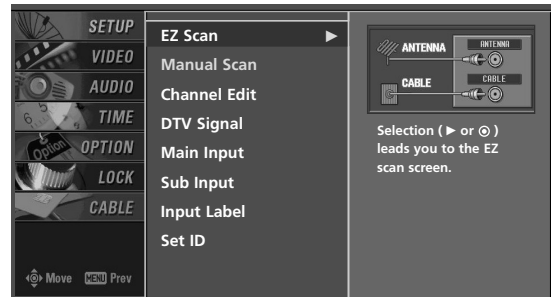 SETUP
VIDEO
AUDIO
TIME
OPTION
LOCK
CABLE
Move MENU Prev
EZ Scan ▶
Manual Scan
Channel Edit
DTV Signal
Main Input
Sub Input
Input Label
Set ID
ANTENNA
ANTENNA
CABLE
CABLE
Selection ( ▶ or ◉ )
leads you to the EZ
scan screen.